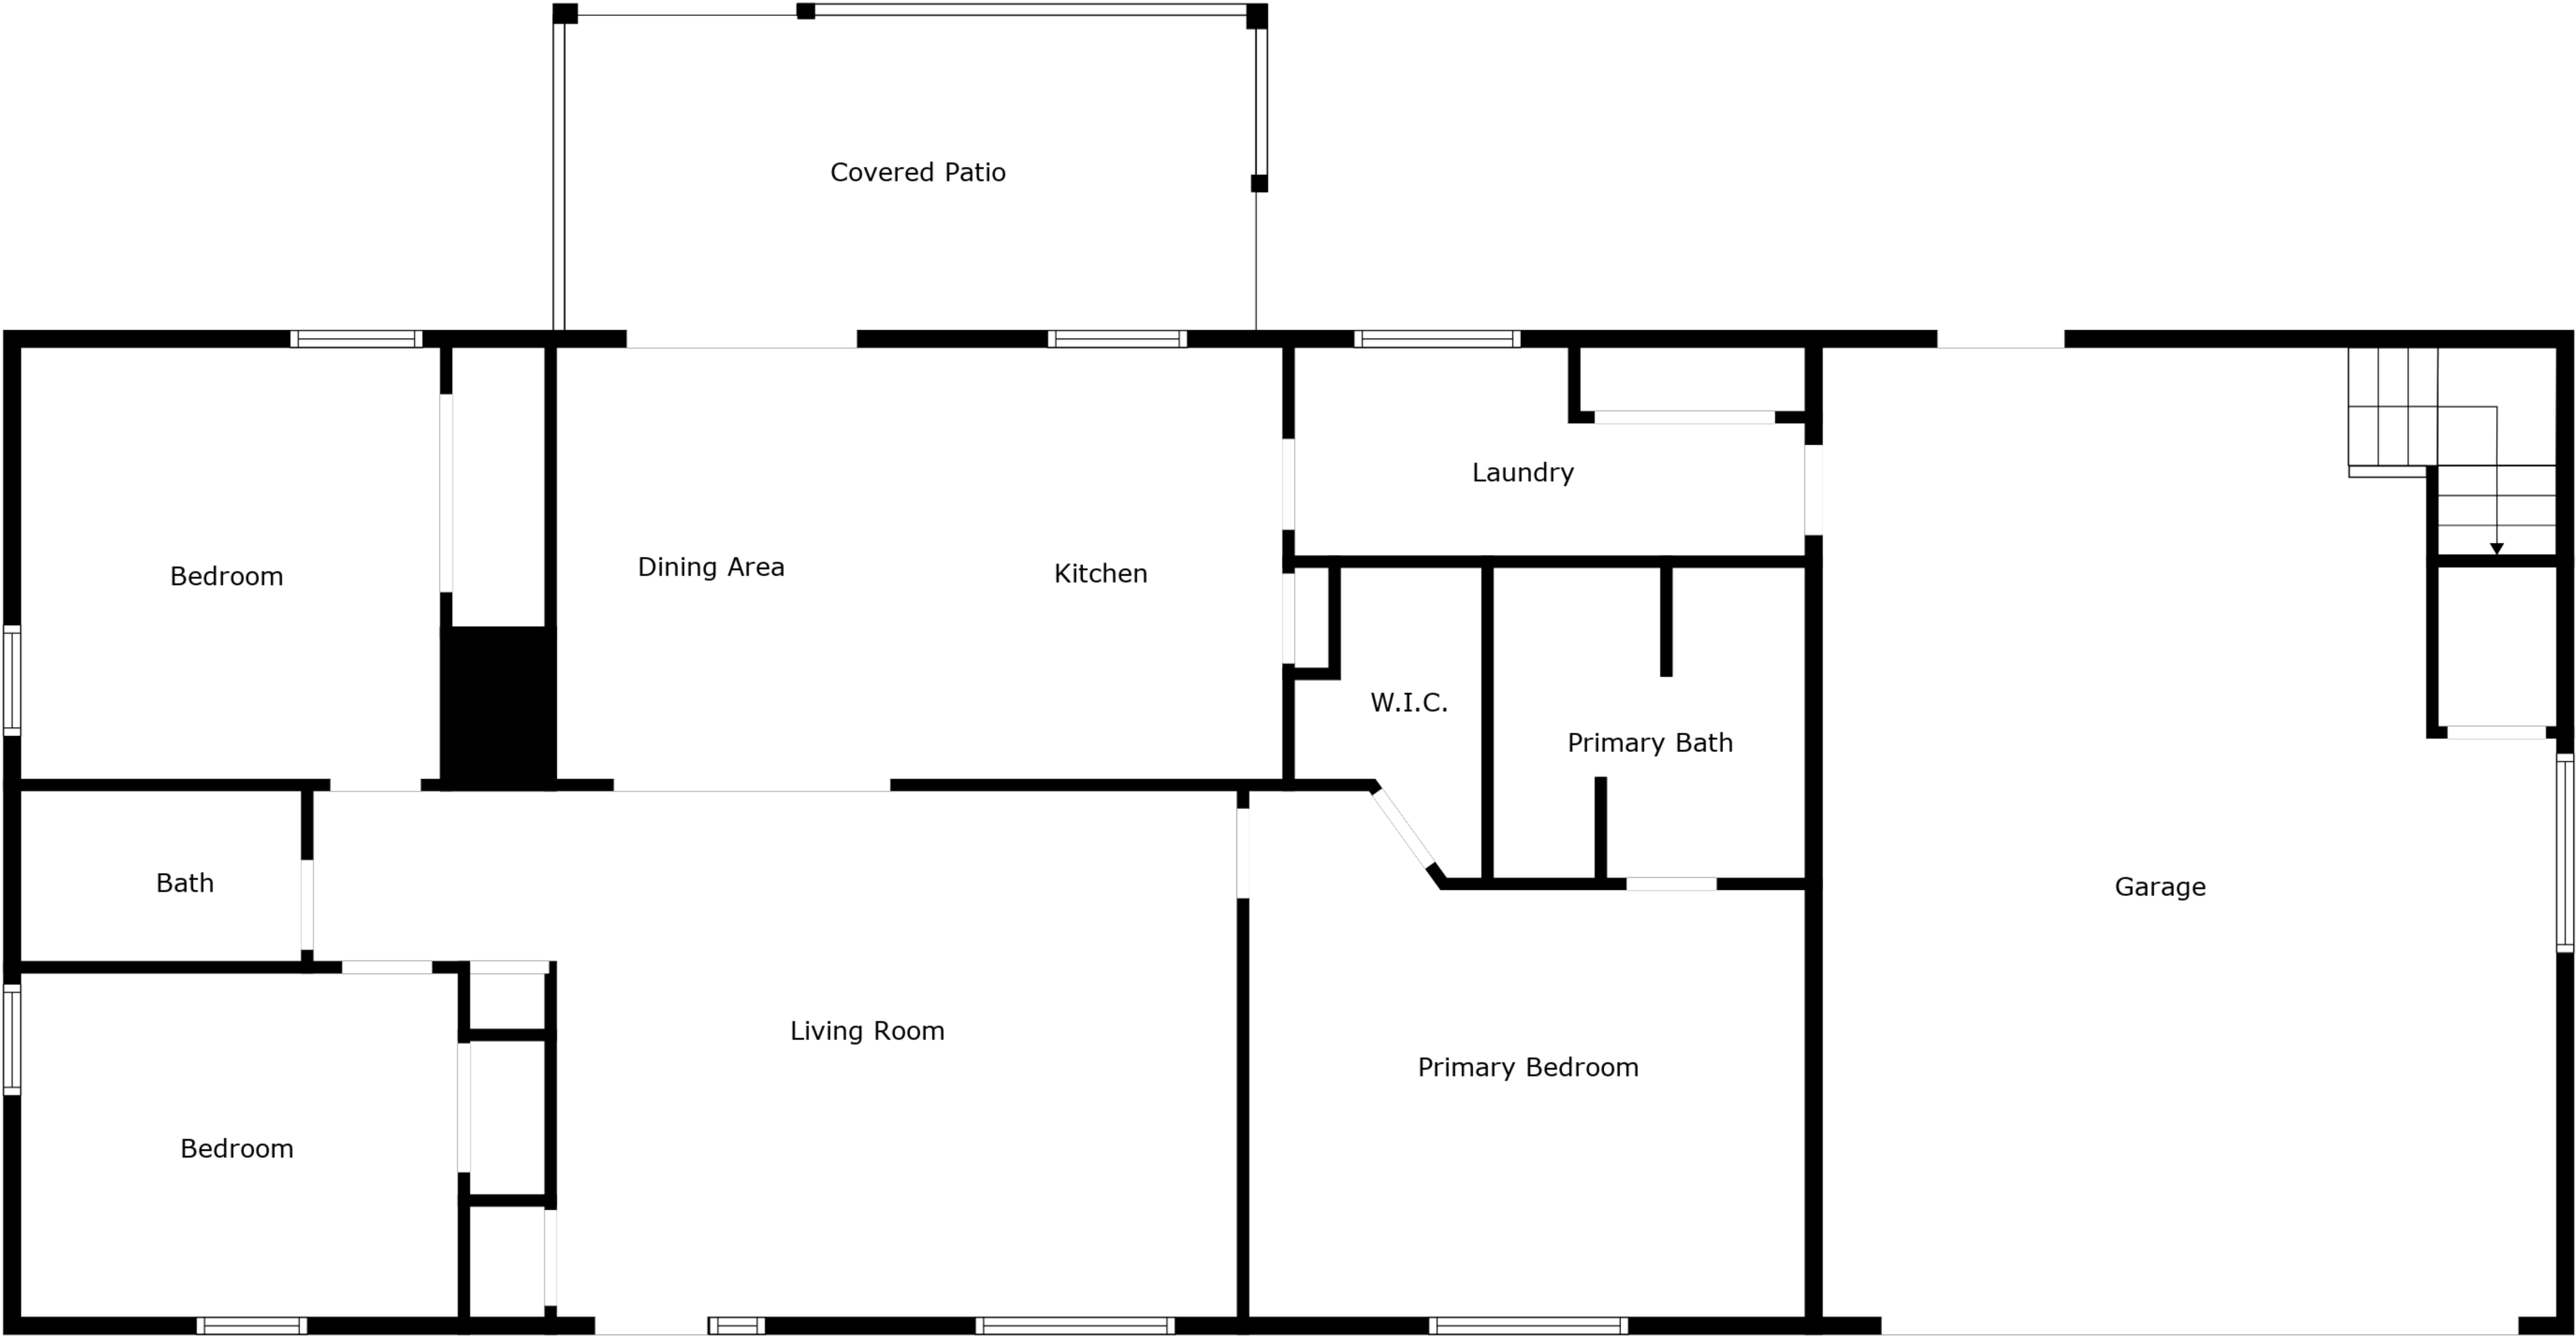 Covered Patio
Laundry
Dining Area
Kitchen
Bedroom
W.I.C.
Primary Bath
Bath
Garage
Living Room
Primary Bedroom
Bedroom